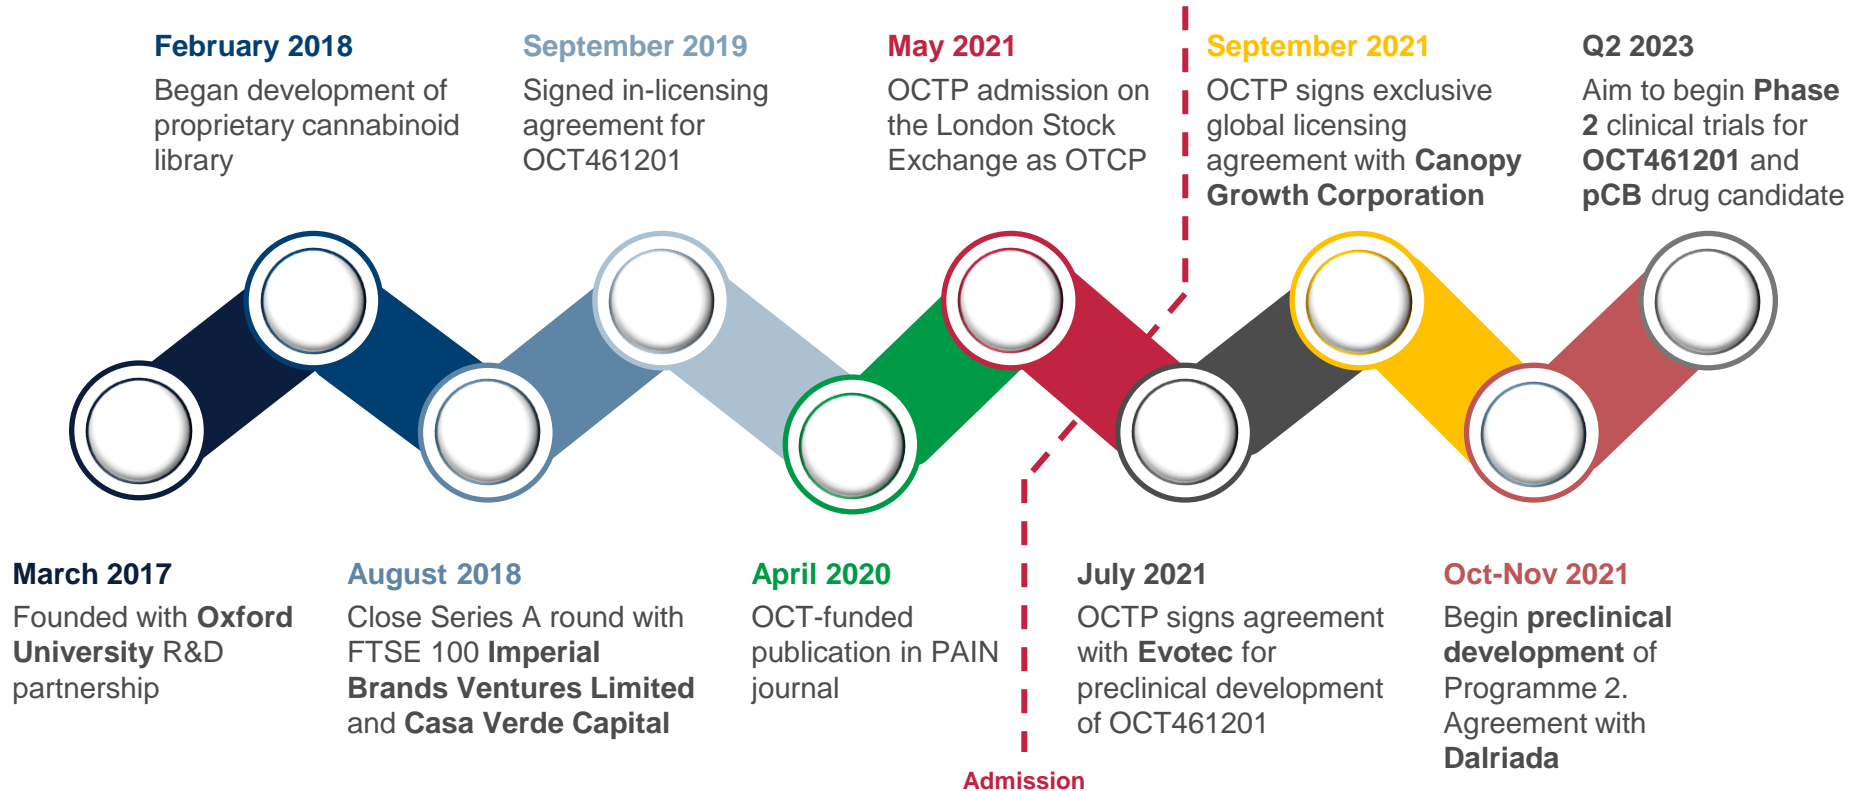 February 2018
Began development of
proprietary cannabinoid
library
September 2019
Signed in-licensing
agreement for
OCT461201
May 2021
OCTP admission on
the London Stock
Exchange as OTCP
September 2021
OCTP signs exclusive
global licensing
agreement with Canopy
Growth Corporation
Q2 2023
Aim to begin Phase
2 clinical trials for
OCT461201 and
pCB drug candidate
March 2017
Founded with Oxford
University R&D
partnership
August 2018
Close Series A round with
FTSE 100 Imperial
Brands Ventures Limited
and Casa Verde Capital
April 2020
OCT-funded
publication in PAIN
journal
July 2021
OCTP signs agreement
with Evotec for
preclinical development
of OCT461201
Oct-Nov 2021
Begin preclinical
development of
Programme 2.
Agreement with
Dalriada
Admission